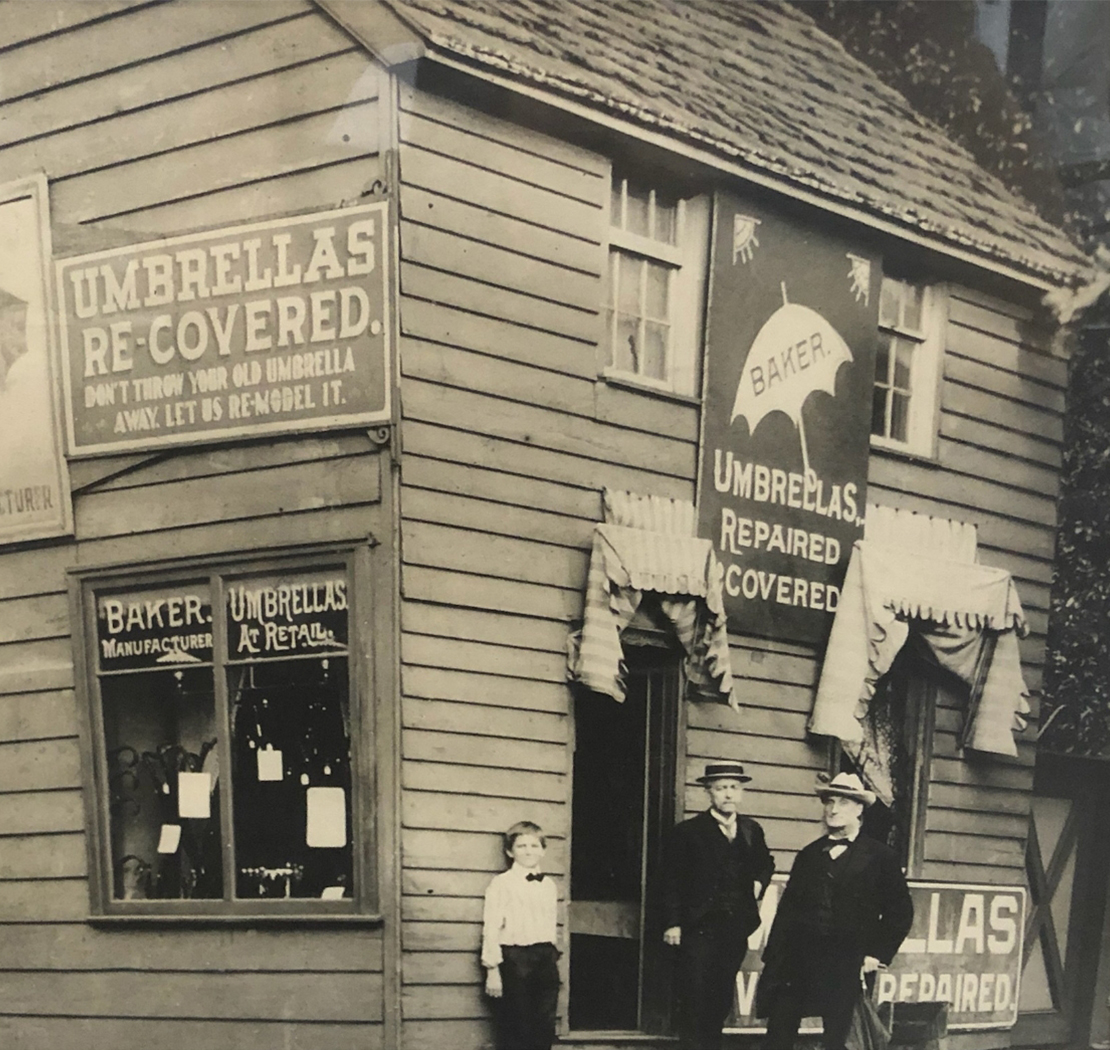 UMBRELLAS
RE-COVERED.
DON'T THROW YOUR OLD UMBRELLA
AWAY. LET US RE-MODEL IT.
CTURER
BAKER.
MANUFACTURER
UMBRELLAS
AT RETAIL.
BAKER.
UMBRELLAS,
REPAIRED
& COVERED
LLAS
REPAIRED.